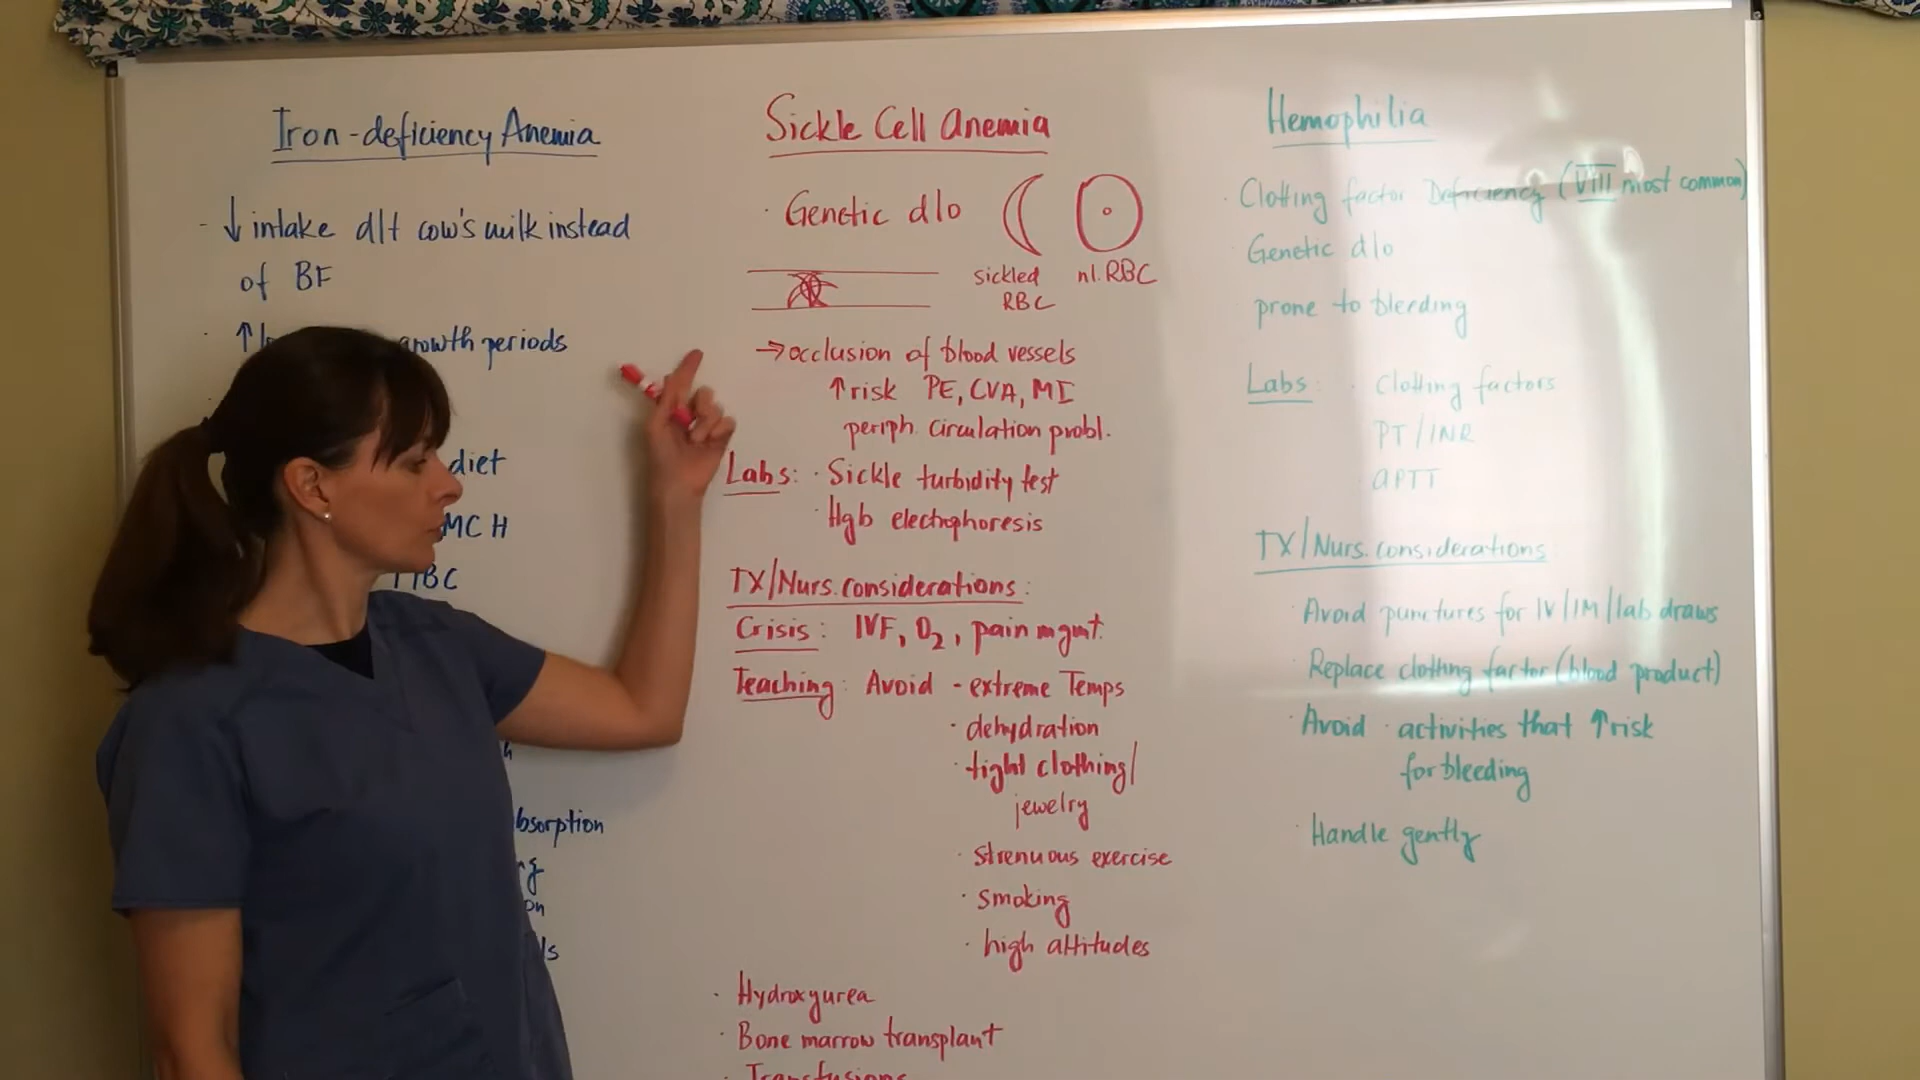 Iron-deficiency Anemia
- ↓ intake d/t cow's milk instead
of BF
· ↑ growth periods
diet
MCH
TIBC
absorption
Sickle Cell Anemia
· Genetic d/o
sickled
RBC
nl. RBC
→ occlusion of blood vessels
↑ risk PE, CVA, MI
periph. circulation probl.
Labs: · Sickle turbidity test
· Hgb electrophoresis
TX/Nurs. considerations:
Crisis: IVF, O2, pain mgmt.
Teaching: Avoid - extreme Temps
· dehydration
· tight clothing/
jewelry
· strenuous exercise
· smoking
· high altitudes
· Hydroxyurea
· Bone marrow transplant
· Transfusions
Hemophilia
· Clotting factor Deficiency (VIII most common)
· Genetic d/o
prone to bleeding
Labs: · Clotting factors
PT/INR
aPTT
TX/Nurs. considerations
· Avoid punctures for IV/IM/lab draws
· Replace clotting factor (blood product)
· Avoid · activities that ↑ risk
for bleeding
· Handle gently